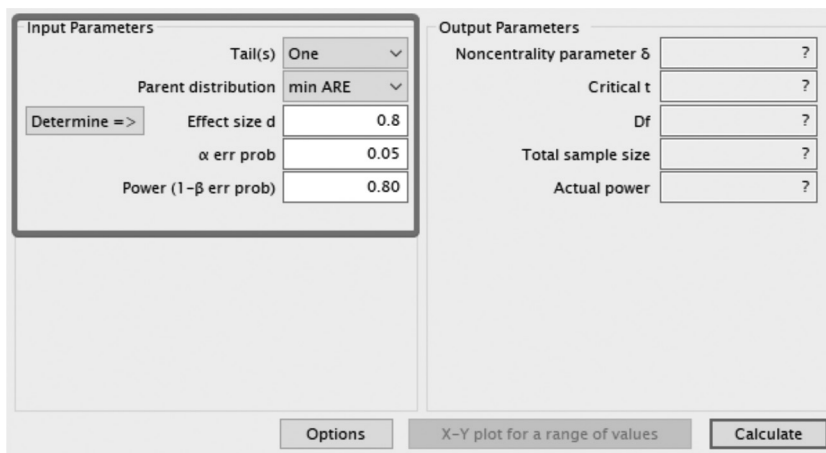 Input Parameters
Tail(s) One
Parent distribution min ARE
Determine => Effect size d 0.8
α err prob 0.05
Power (1-β err prob) 0.80
Output Parameters
Noncentrality parameter δ ?
Critical t ?
Df ?
Total sample size ?
Actual power ?
Options X-Y plot for a range of values Calculate